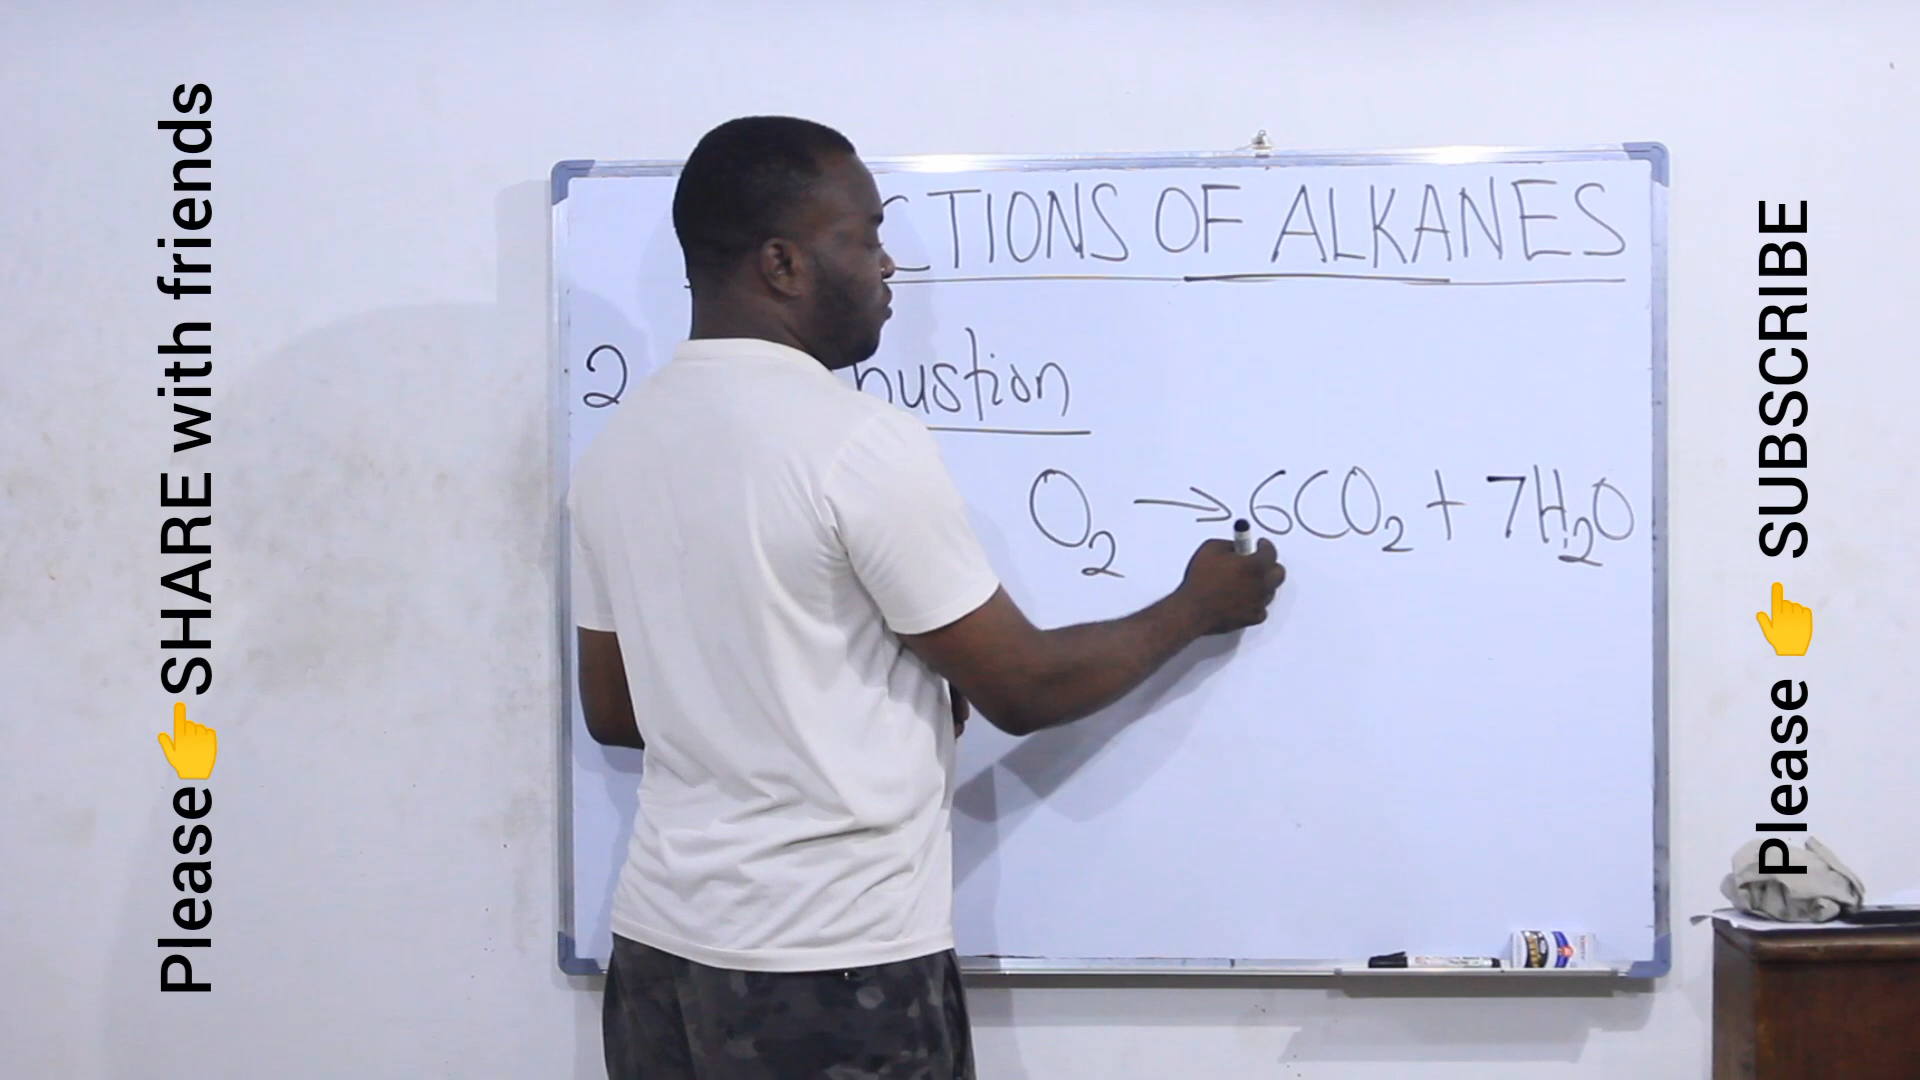 Please 👆 SHARE with friends
CTIONS OF ALKANES
2 bustion
O₂ → 6CO₂ + 7H₂O
Please 👆 SUBSCRIBE